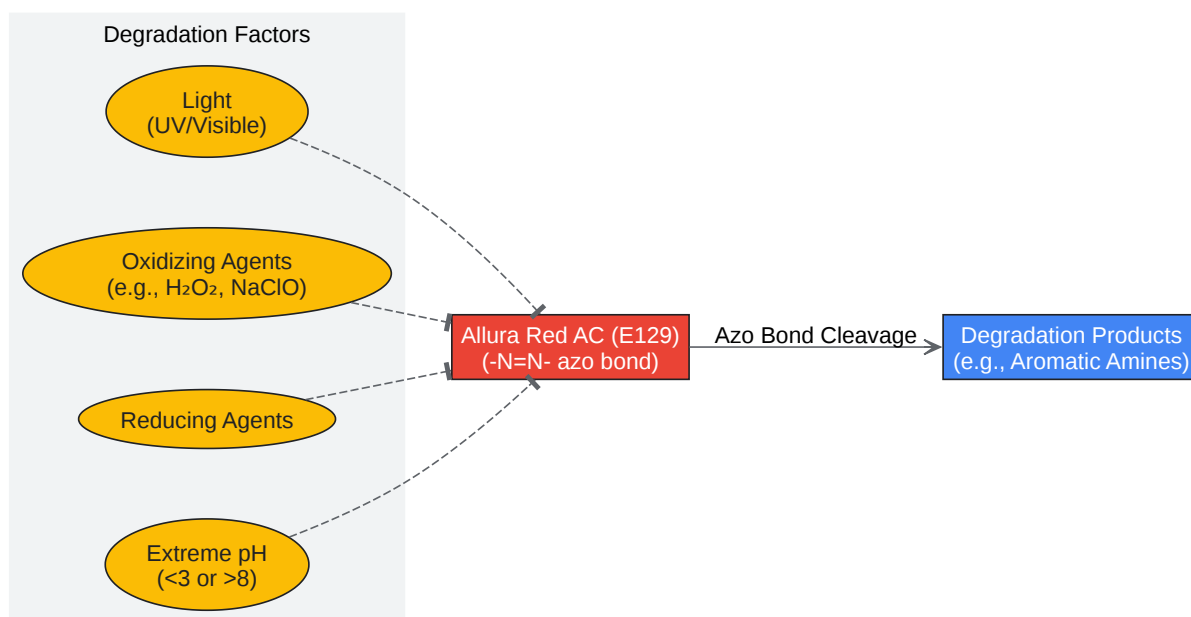 Degradation Factors
Light
(UV/Visible)
Oxidizing Agents
(e.g., H₂O₂, NaClO)
Reducing Agents
Extreme pH
(<3 or >8)
Allura Red AC (E129)
(-N=N- azo bond)
Azo Bond Cleavage
Degradation Products
(e.g., Aromatic Amines)